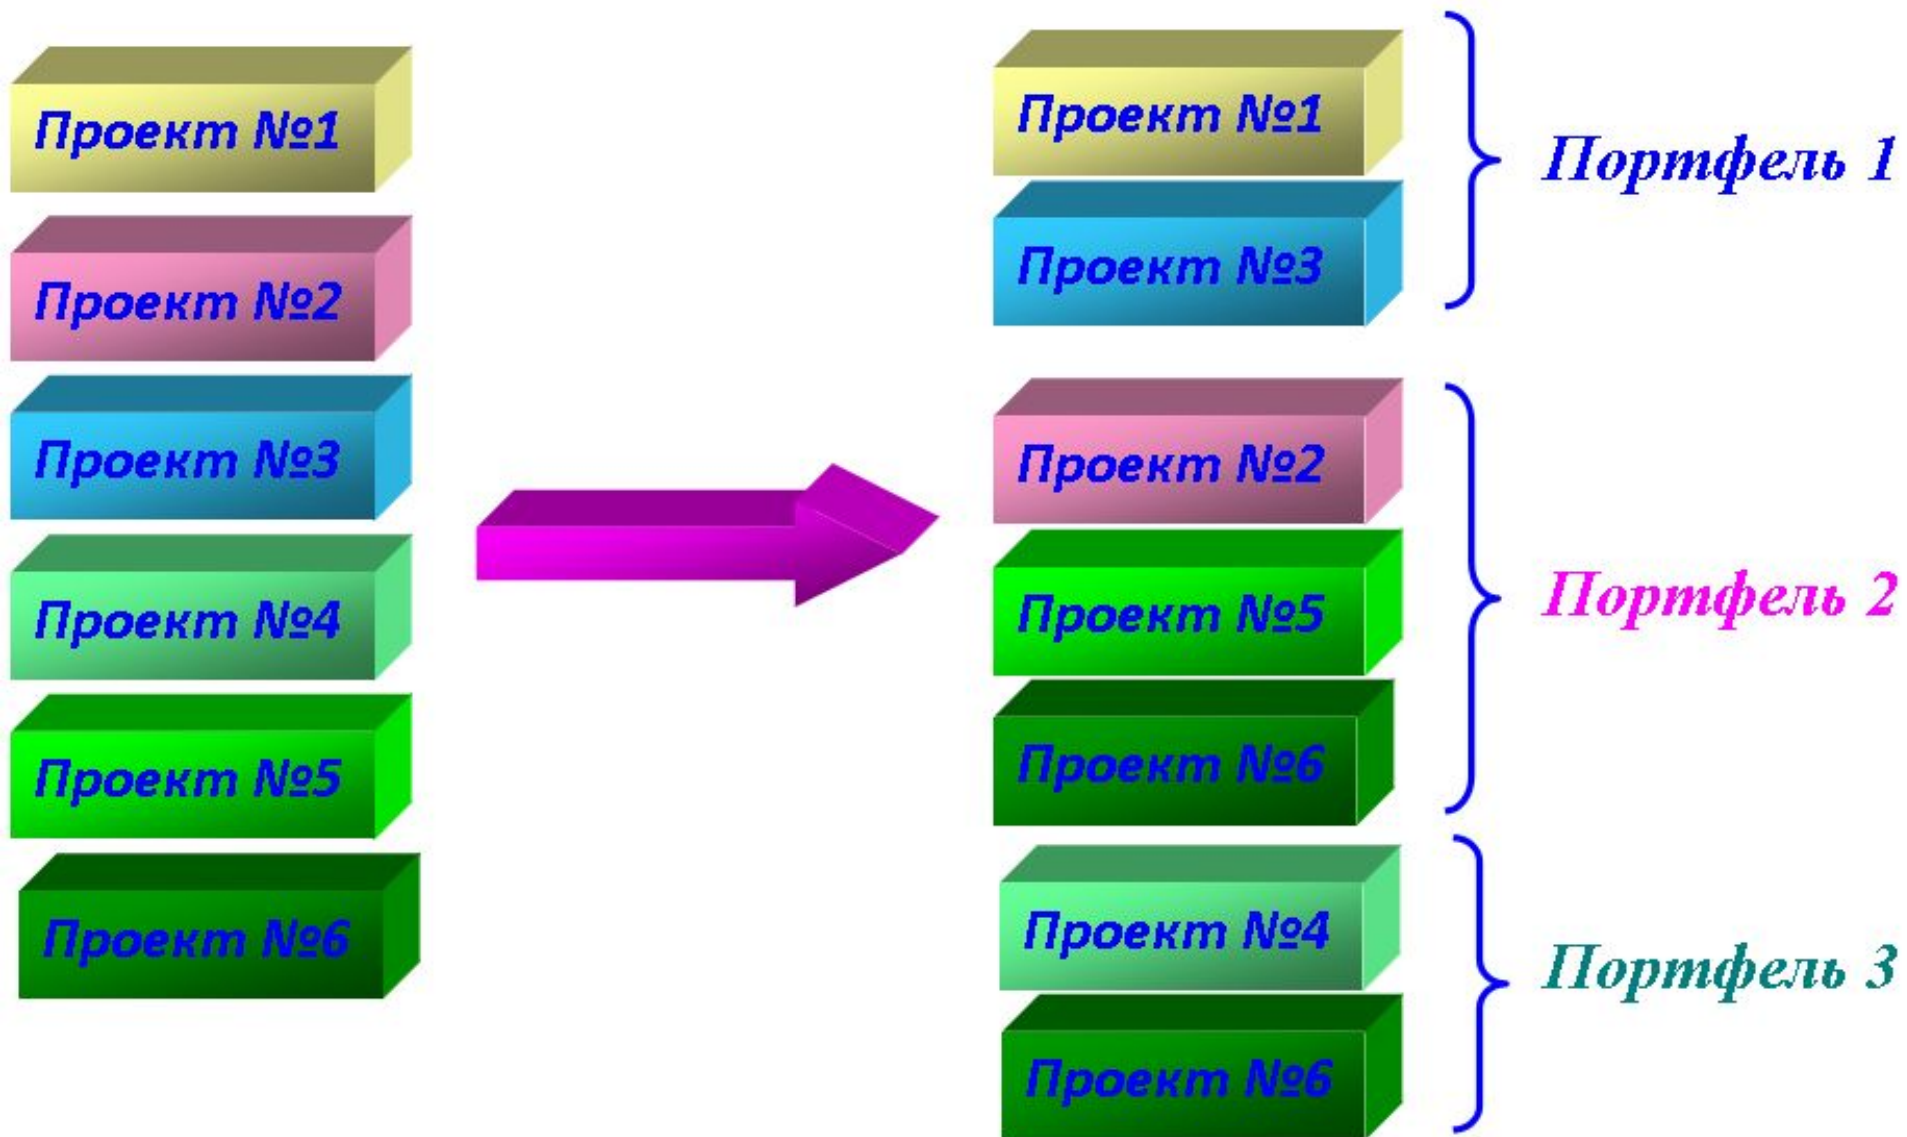 Проект №1
Проект №2
Проект №3
Проект №4
Проект №5
Проект №6
Проект №1
Проект №3
Портфель 1
Проект №2
Проект №5
Проект №6
Портфель 2
Проект №4
Проект №6
Портфель 3